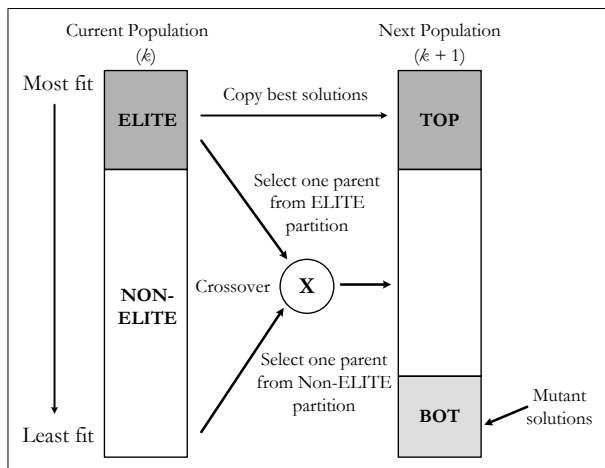 Current Population
(k)
Next Population
(k + 1)
Most fit
ELITE
Copy best solutions
TOP
Select one parent
from ELITE
partition
NON-
ELITE
Crossover
X
Select one parent
from Non-ELITE
partition
BOT
Mutant
solutions
Least fit